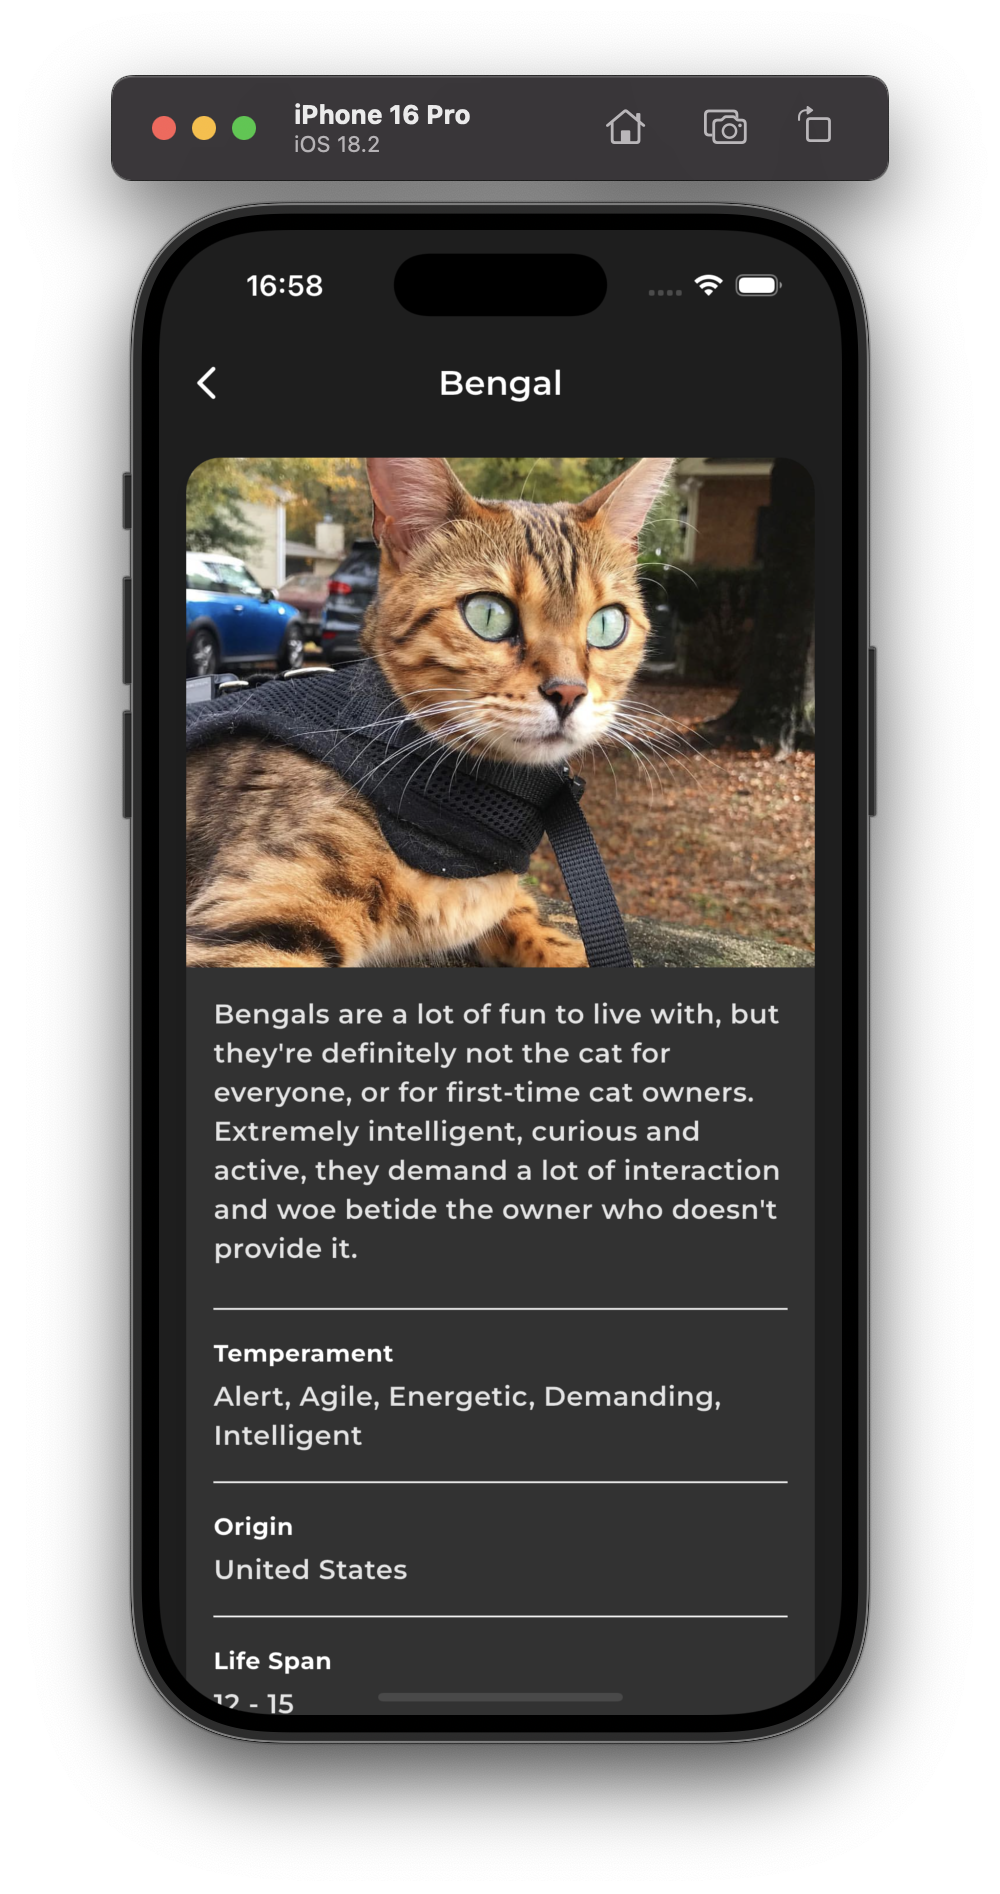 iPhone 16 Pro
iOS 18.2
16:58
Bengal
Bengals are a lot of fun to live with, but
they're definitely not the cat for
everyone, or for first-time cat owners.
Extremely intelligent, curious and
active, they demand a lot of interaction
and woe betide the owner who doesn't
provide it.
Temperament
Alert, Agile, Energetic, Demanding,
Intelligent
Origin
United States
Life Span
12 - 15